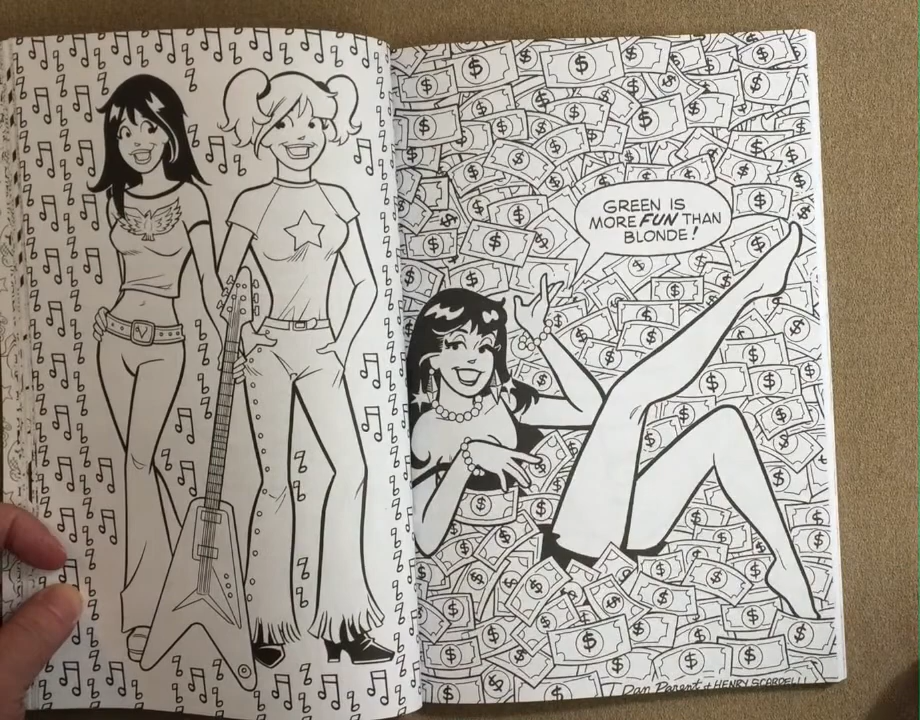 GREEN IS
MORE FUN THAN
BLONDE!
V
Dan Parent + HENRY SCARPELLI